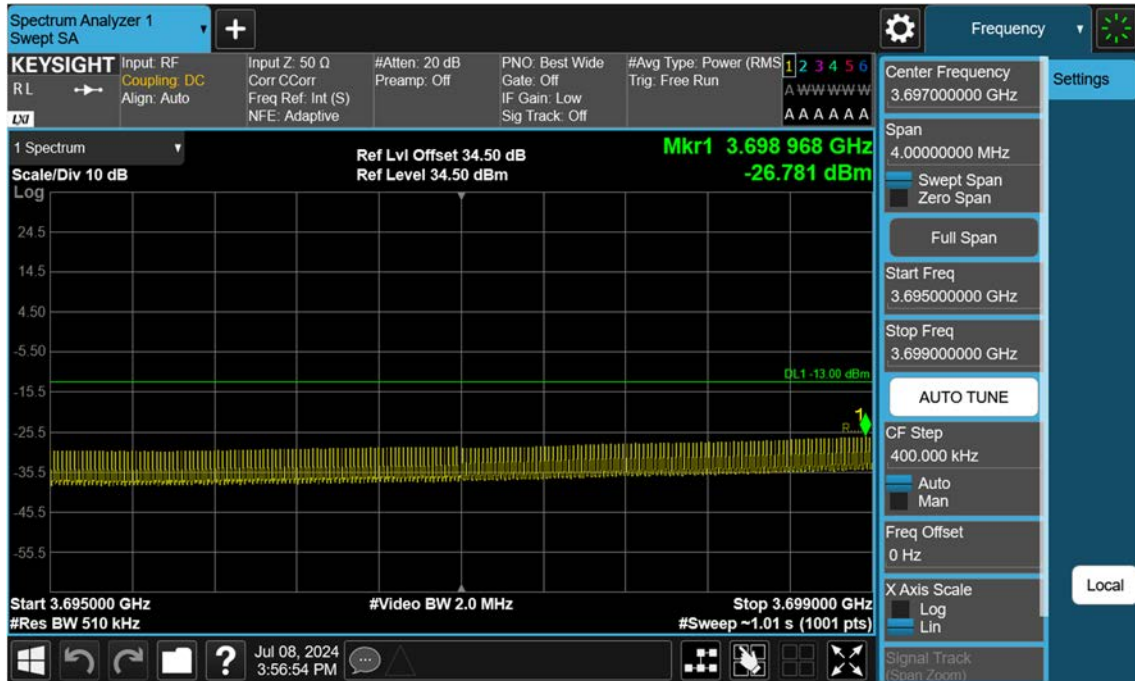 Spectrum Analyzer 1
Swept SA
Frequency
KEYSIGHT
RL
LXI
Input: RF
Coupling: DC
Align: Auto
Input Z: 50 Ω
Corr CCorr
Freq Ref: Int (S)
NFE: Adaptive
#Atten: 20 dB
Preamp: Off
PNO: Best Wide
Gate: Off
IF Gain: Low
Sig Track: Off
#Avg Type: Power (RMS
Trig: Free Run
1 2 3 4 5 6
A W W W W W
A A A A A A
1 Spectrum
Scale/Div 10 dB
Ref Lvl Offset 34.50 dB
Ref Level 34.50 dBm
Mkr1 3.698 968 GHz
-26.781 dBm
Log
24.5
14.5
4.50
-5.50
DL1 -13.00 dBm
-15.5
1
R...
-25.5
-35.5
-45.5
-55.5
Start 3.695000 GHz
#Video BW 2.0 MHz
Stop 3.699000 GHz
#Res BW 510 kHz
#Sweep ~1.01 s (1001 pts)
Center Frequency
3.697000000 GHz
Settings
Span
4.00000000 MHz
Swept Span
Zero Span
Full Span
Start Freq
3.695000000 GHz
Stop Freq
3.699000000 GHz
AUTO TUNE
CF Step
400.000 kHz
Auto
Man
Freq Offset
0 Hz
X Axis Scale
Log
Lin
Local
Signal Track
(Span Zoom)
?
Jul 08, 2024
3:56:54 PM